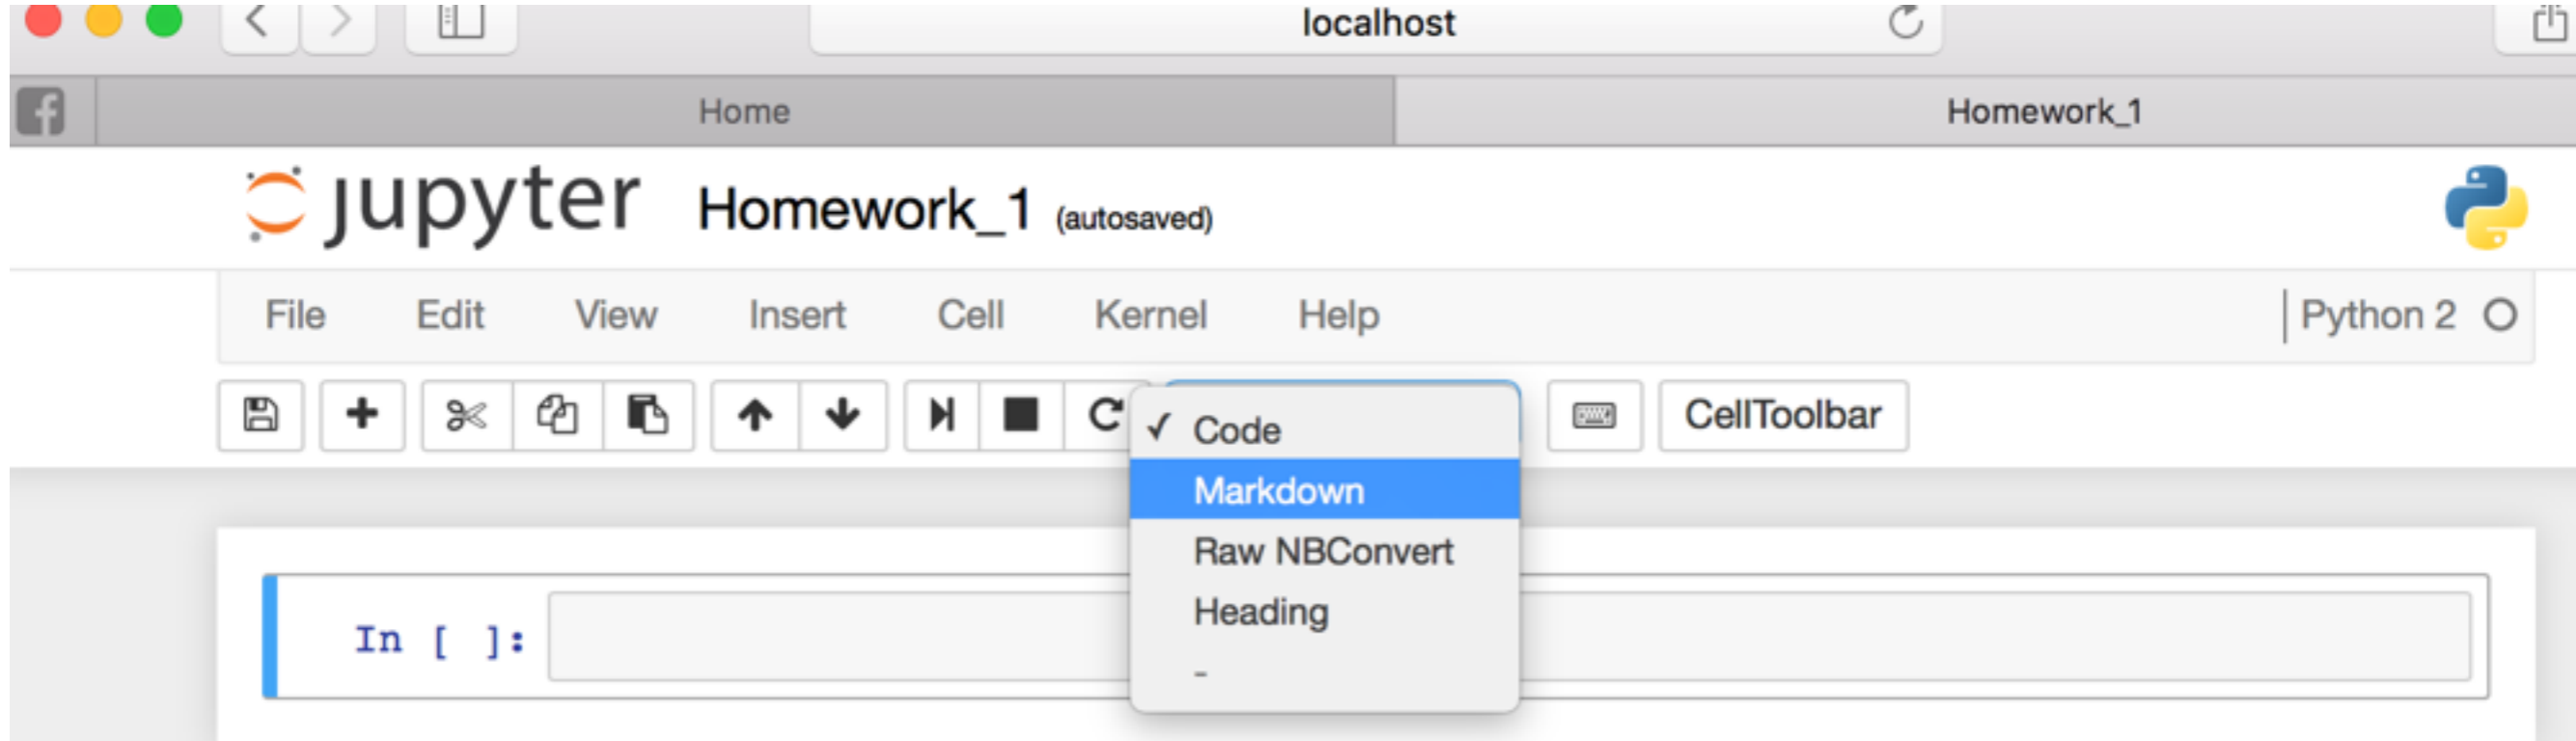 localhost
Home
Homework_1
jupyter Homework_1 (autosaved)
File Edit View Insert Cell Kernel Help | Python 2
✓ Code
CellToolbar
Markdown
Raw NBConvert
Heading
-
In [ ]: